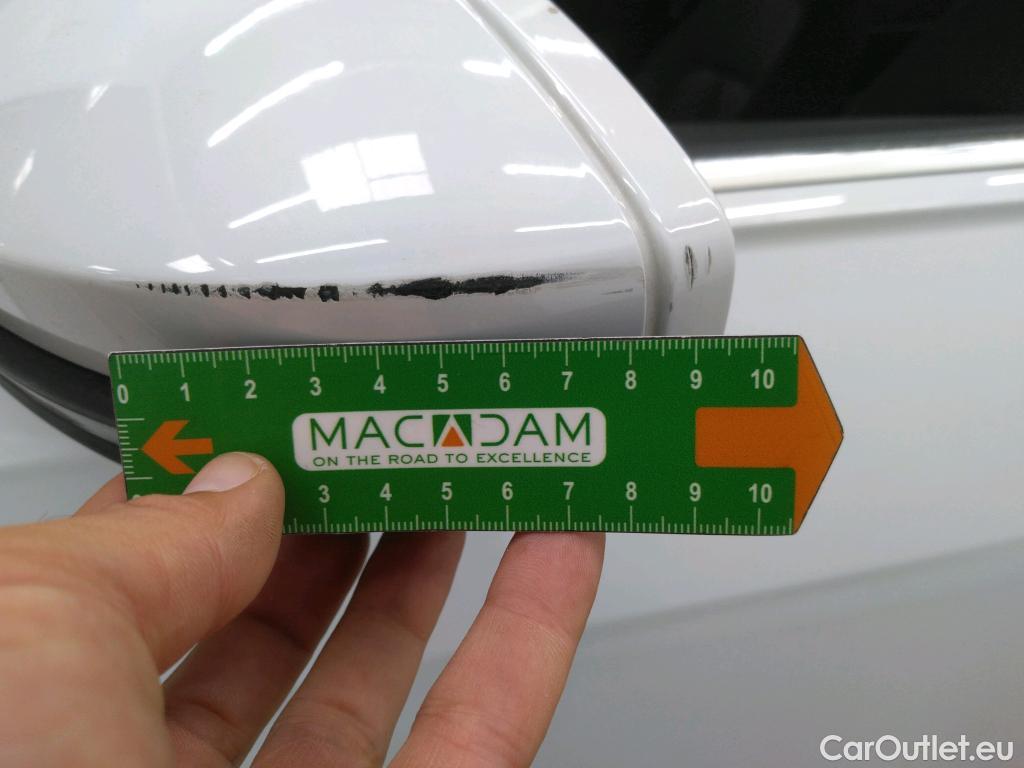 0 1 2 3 4 5 6 7 8 9 10
MACADAM
ON THE ROAD TO EXCELLENCE
3 4 5 6 7 8 9 10
CarOutlet.eu